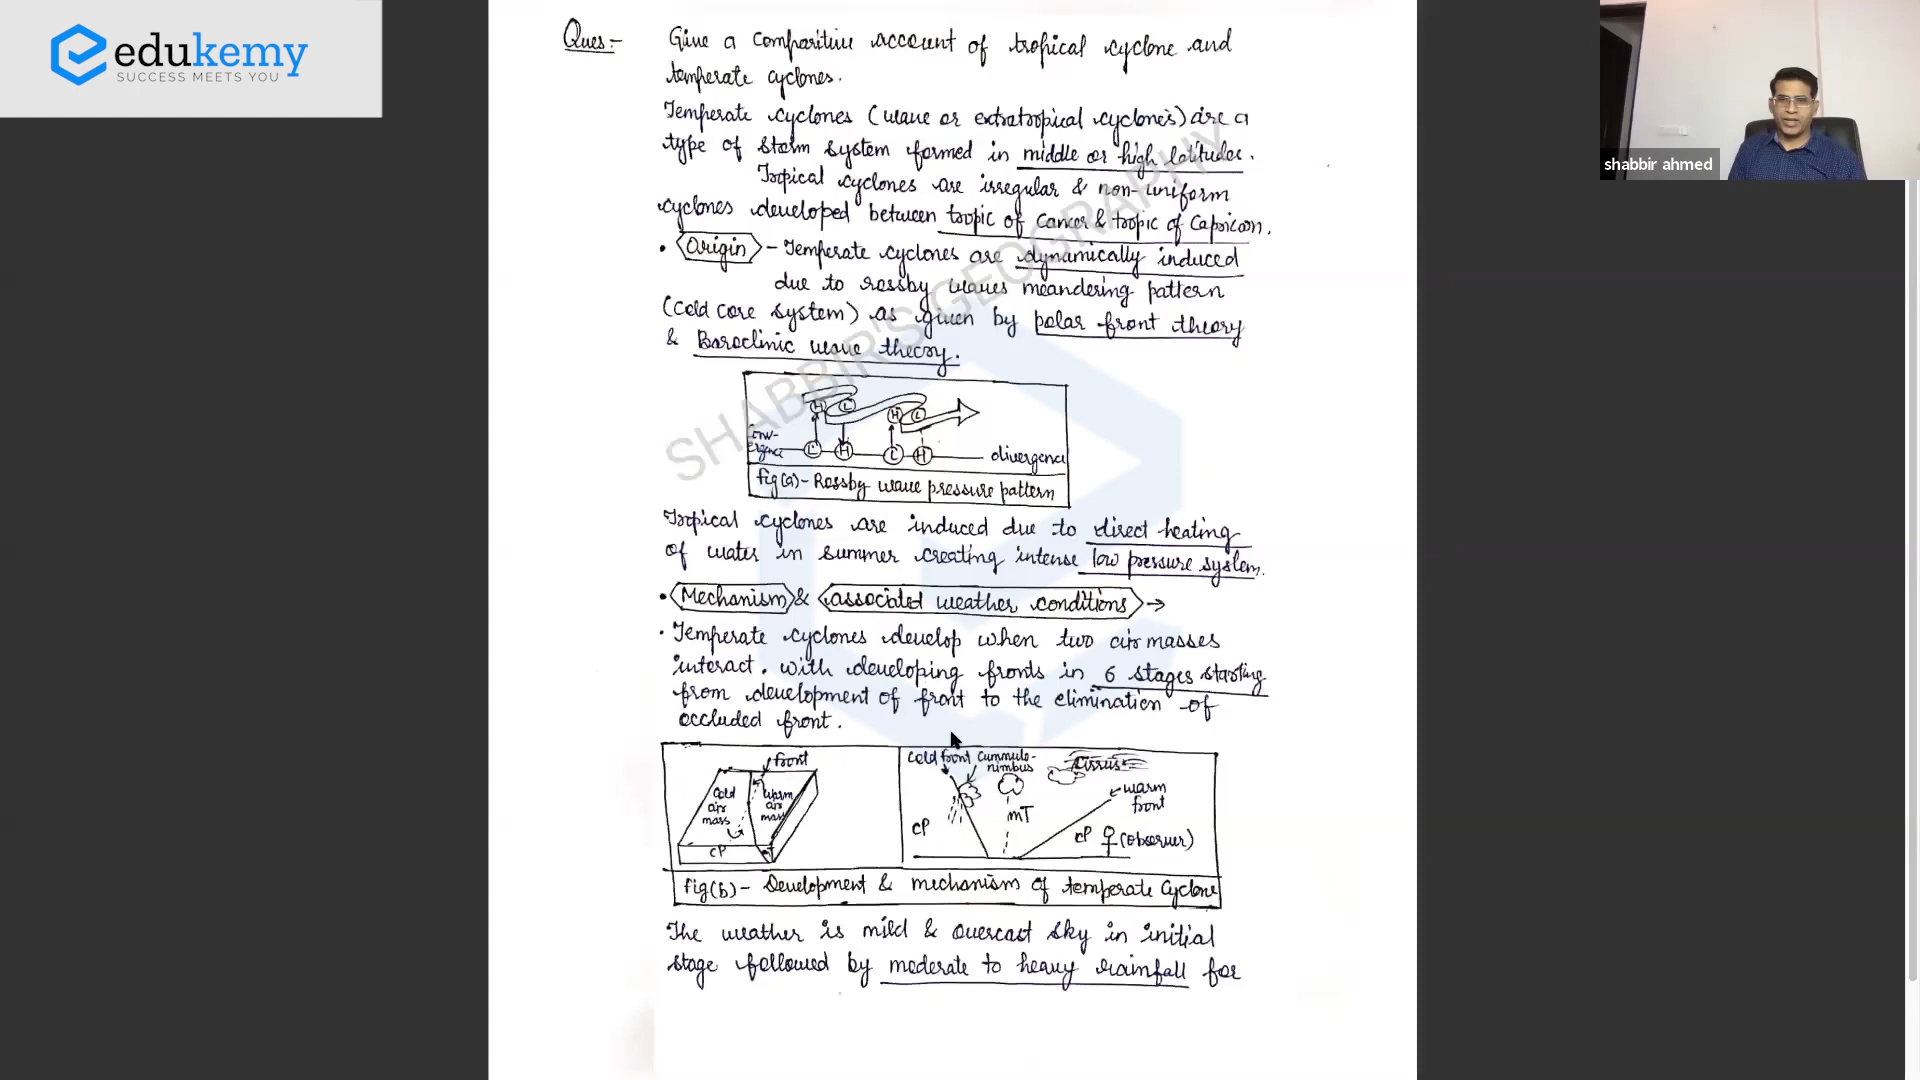 edukemy
SUCCESS MEETS YOU
shabbir ahmed
SHABBIR'S GEOGRAPHY
Ques:- Give a comparitive account of tropical cyclone and
temperate cyclones.
Temperate cyclones (wave or extratropical cyclones) are a
type of storm system formed in middle or high latitudes.
Tropical cyclones are irregular & non-uniform
cyclones developed between tropic of Cancer & tropic of Capricorn.
• Origin - Temperate cyclones are dynamically induced
due to rossby waves meandering pattern
(Cold core system) as given by polar front theory
& Baroclinic wave theory.
H L H L
Conv-
ergence L H L H divergence
fig(a)- Rossby wave pressure pattern
Tropical cyclones are induced due to direct heating
of water in summer creating intense low pressure system.
• Mechanism & associated weather conditions →
• Temperate cyclones develop when two air masses
interact. with developing fronts in 6 stages starting
from development of front to the elimination of
occluded front.
front
Cold air mass
Warm air mass
CP
mT
Cold front Cummulo-
nimbus
Cirrus
warm
front
CP mT CP (Observer)
fig(b)- Development & mechanism of temperate Cyclone
The weather is mild & overcast sky in initial
stage followed by moderate to heavy rainfall for